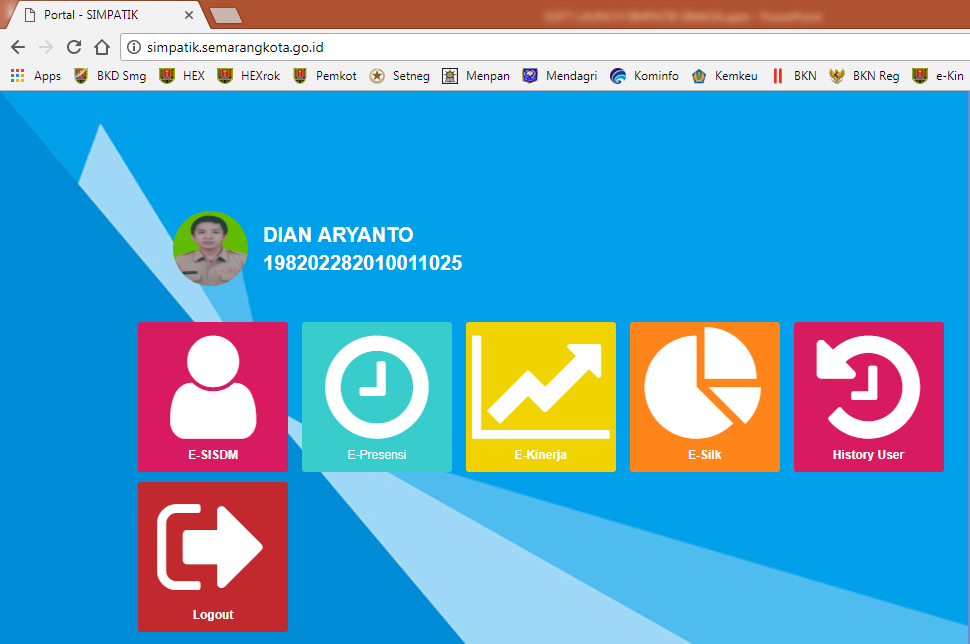 Portal - SIMPATIK
simpatik.semarangkota.go.id
Apps BKD Smg HEX HEXrok Pemkot Setneg Menpan Mendagri Kominfo Kemkeu BKN BKN Reg e-Kin
DIAN ARYANTO
198202282010011025
E-SISDM E-Presensi E-Kinerja E-Silk History User
Logout